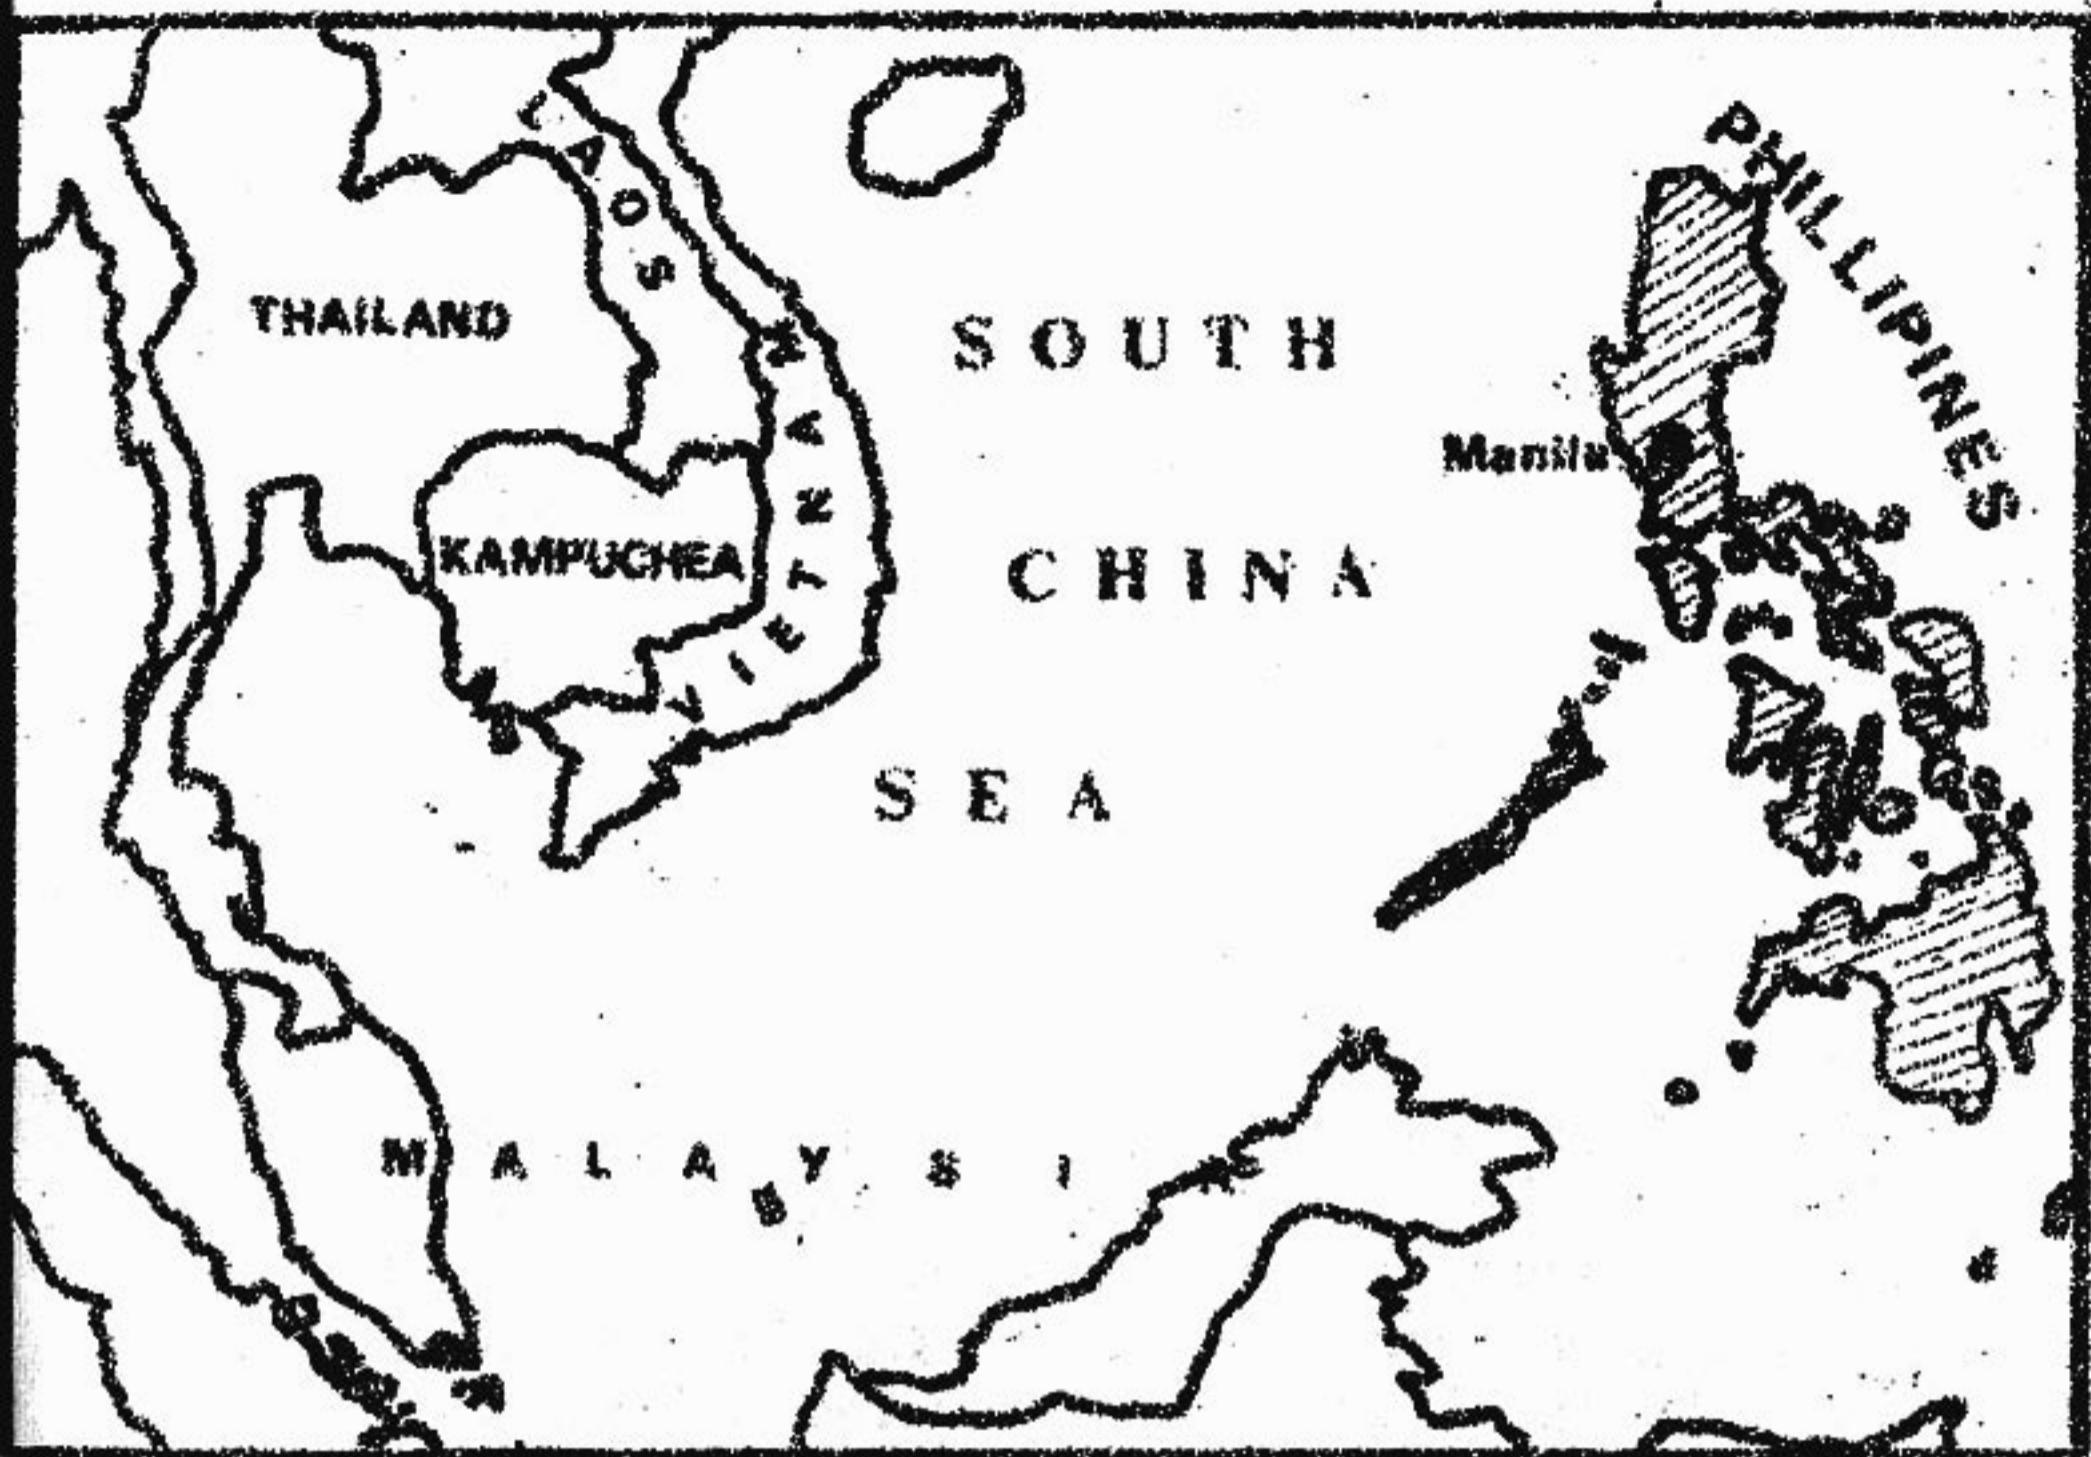 PHILLIPINES
LAOS
THAILAND
SOUTH
Manila
KAMPUCHEA
VIETNAM
CHINA
SEA
MALAYSIA